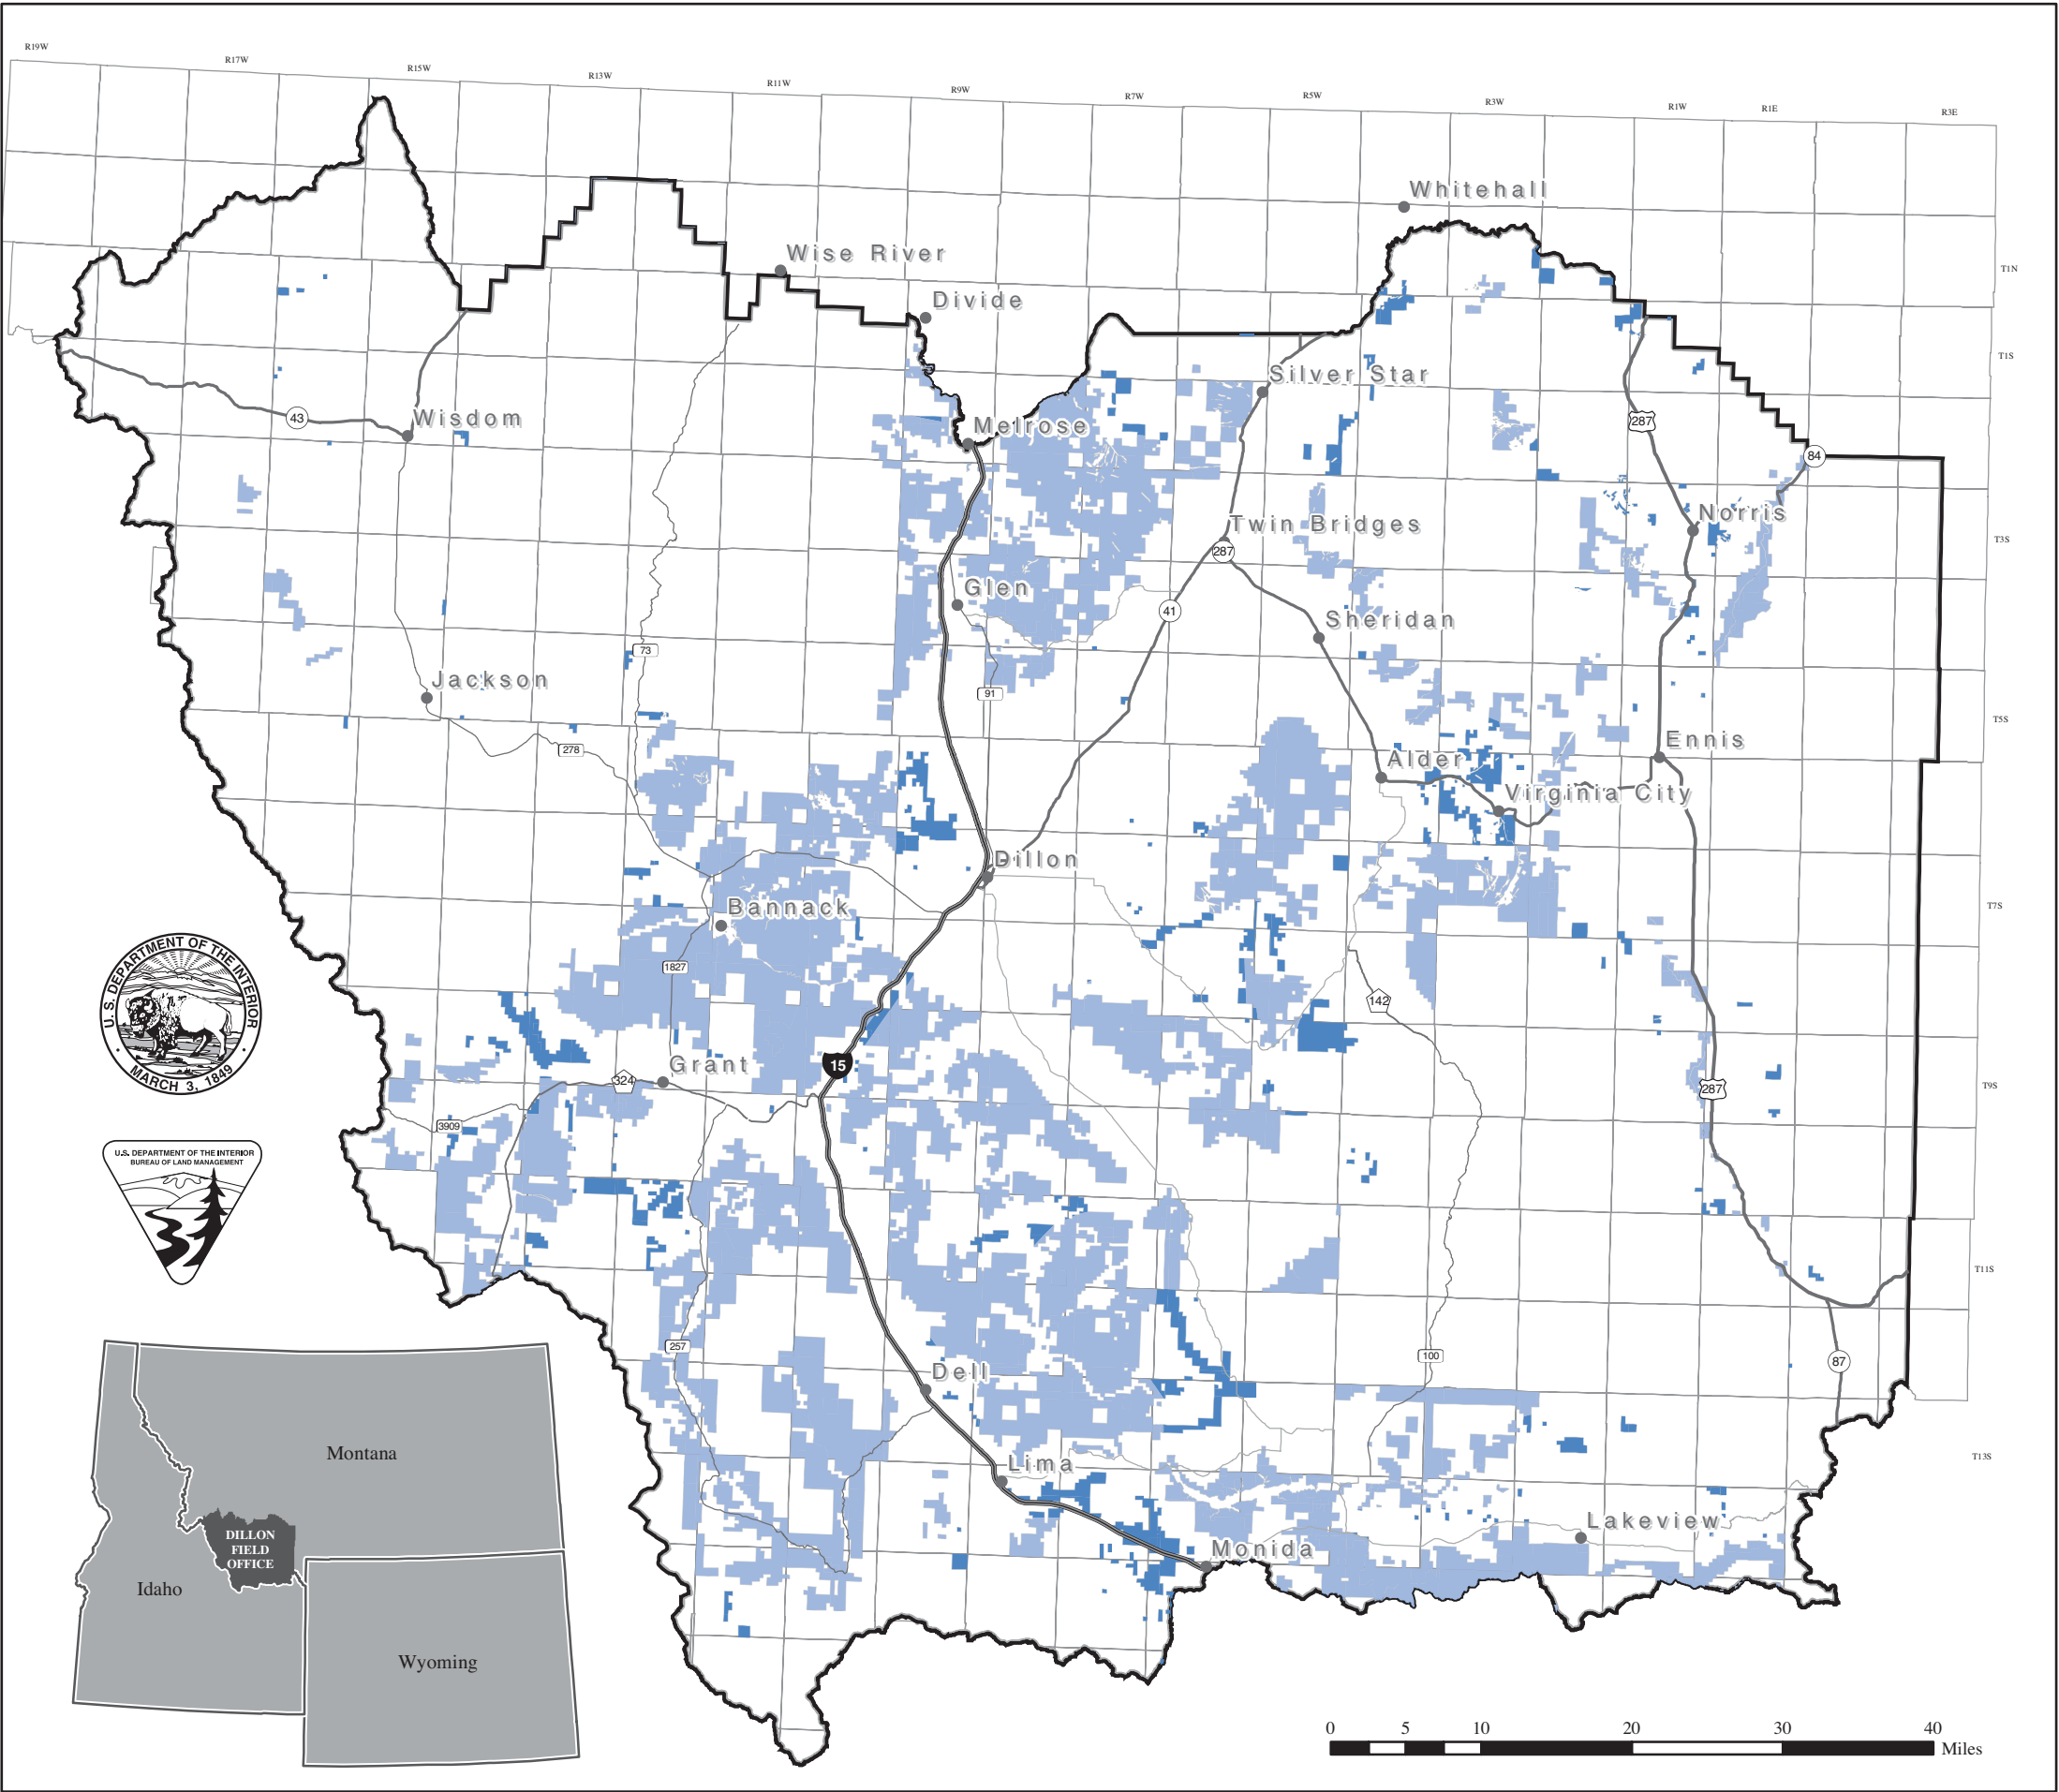 R19W
R17W
R15W
R13W
R11W
R9W
R7W
R5W
R3W
R1W
R1E
R3E
Whitehall
Wise River
T1N
Divide
T1S
Silver Star
43
Wisdom
Melrose
287
84
Norris
Twin Bridges
T3S
287
Glen
41
Sheridan
73
Jackson
91
T5S
278
Ennis
Alder
Virginia City
Dillon
Bannack
T7S
1827
142
U.S. DEPARTMENT OF THE INTERIOR
MARCH 3, 1849
15
Grant
324
T9S
287
3909
U.S. DEPARTMENT OF THE INTERIOR
BUREAU OF LAND MANAGEMENT
T11S
257
100
87
Dell
Montana
T13S
Lima
Lakeview
DILLON
FIELD
OFFICE
Monida
Idaho
Wyoming
0 5 10 20 30 40
Miles